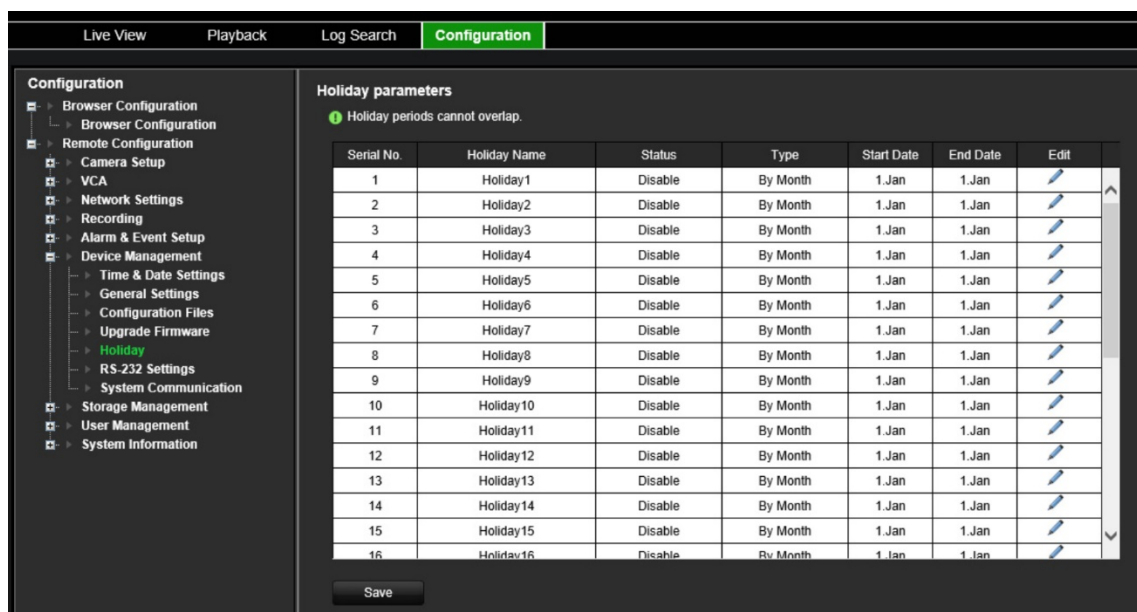 Live View Playback Log Search Configuration
Configuration
Browser Configuration
Browser Configuration
Remote Configuration
Camera Setup
VCA
Network Settings
Recording
Alarm & Event Setup
Device Management
Time & Date Settings
General Settings
Configuration Files
Upgrade Firmware
Holiday
RS-232 Settings
System Communication
Storage Management
User Management
System Information
Holiday parameters
Holiday periods cannot overlap.
Serial No. Holiday Name Status Type Start Date End Date Edit
1 Holiday1 Disable By Month 1.Jan 1.Jan
2 Holiday2 Disable By Month 1.Jan 1.Jan
3 Holiday3 Disable By Month 1.Jan 1.Jan
4 Holiday4 Disable By Month 1.Jan 1.Jan
5 Holiday5 Disable By Month 1.Jan 1.Jan
6 Holiday6 Disable By Month 1.Jan 1.Jan
7 Holiday7 Disable By Month 1.Jan 1.Jan
8 Holiday8 Disable By Month 1.Jan 1.Jan
9 Holiday9 Disable By Month 1.Jan 1.Jan
10 Holiday10 Disable By Month 1.Jan 1.Jan
11 Holiday11 Disable By Month 1.Jan 1.Jan
12 Holiday12 Disable By Month 1.Jan 1.Jan
13 Holiday13 Disable By Month 1.Jan 1.Jan
14 Holiday14 Disable By Month 1.Jan 1.Jan
15 Holiday15 Disable By Month 1.Jan 1.Jan
16 Holiday16 Disable By Month 1.Jan 1.Jan
Save